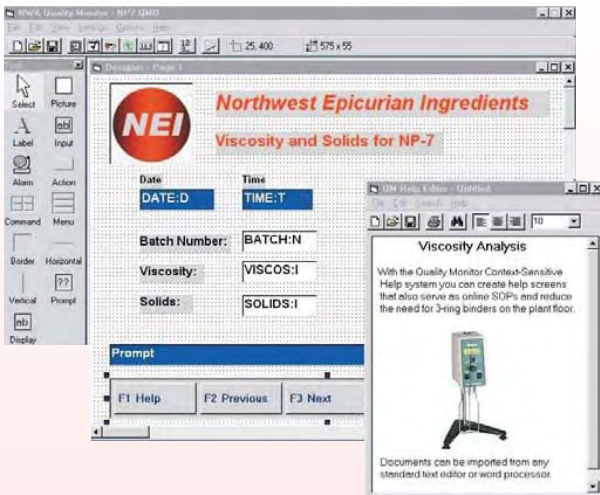 NWA Quality Monitor - NP7.QMD
File Edit View Settings Options Help
25, 400
575 x 55
Tools
Select
Picture
Label
Input
Alarm
Action
Command
Menu
Border
Horizontal
Vertical
Prompt
Display
Designer - Page 1
NEI
Northwest Epicurian Ingredients
Viscosity and Solids for NP-7
Date
Time
DATE:D
TIME:T
Batch Number:
BATCH:N
Viscosity:
VISCOS:I
Solids:
SOLIDS:I
Prompt
F1 Help
F2 Previous
F3 Next
QM Help Editor - Untitled
File Edit Search Help
10
Viscosity Analysis
With the Quality Monitor Context-Sensitive
Help system you can create help screens
that also serve as online SOPs and reduce
the need for 3-ring binders on the plant floor.
Documents can be imported from any
standard text editor or word processor.